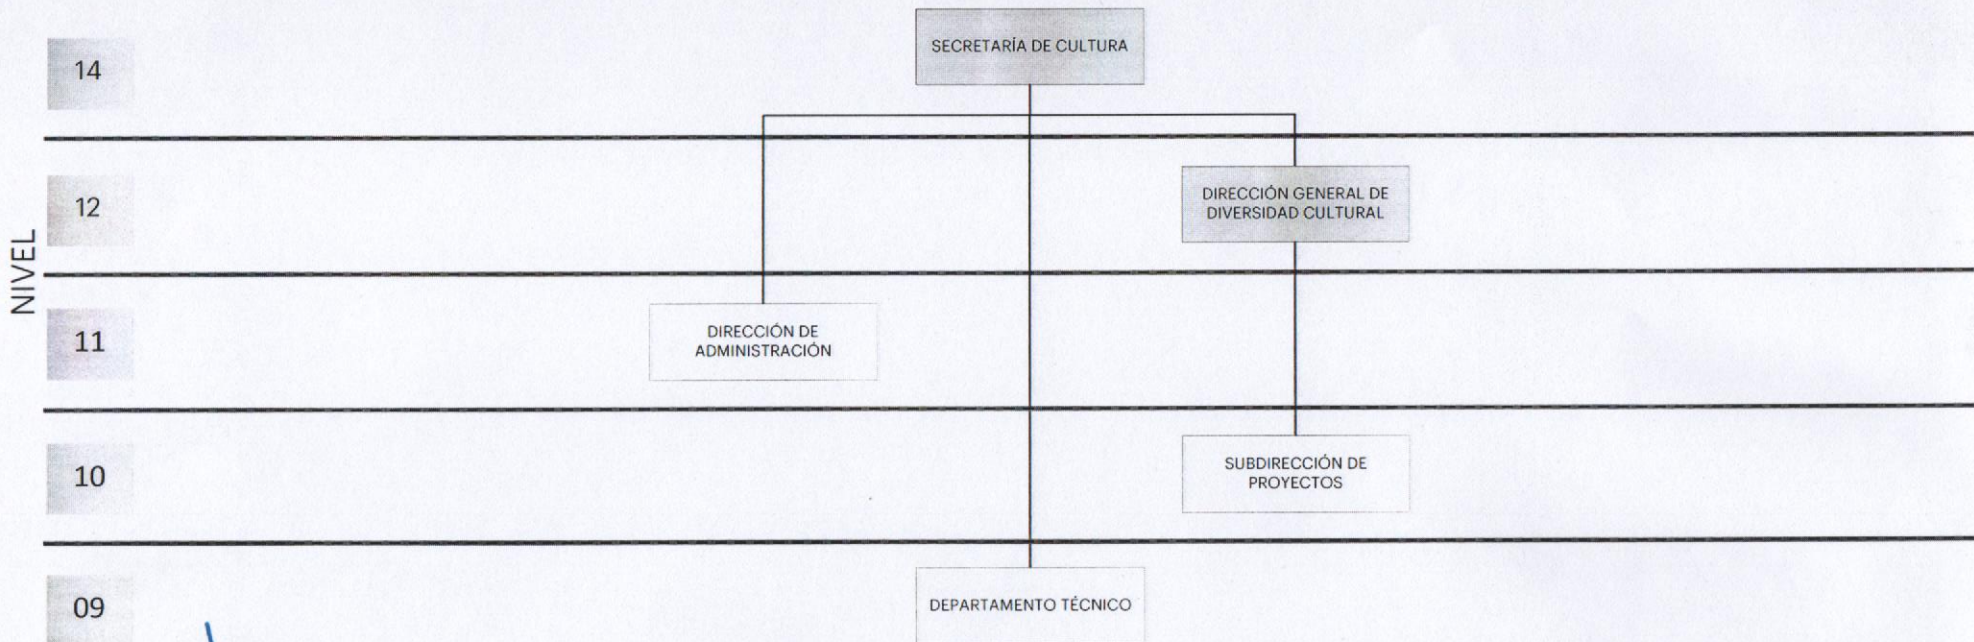 SECRETARÍA DE CULTURA
14
12
DIRECCIÓN GENERAL DE
DIVERSIDAD CULTURAL
NIVEL
11
DIRECCIÓN DE
ADMINISTRACIÓN
10
SUBDIRECCIÓN DE
PROYECTOS
09
DEPARTAMENTO TÉCNICO